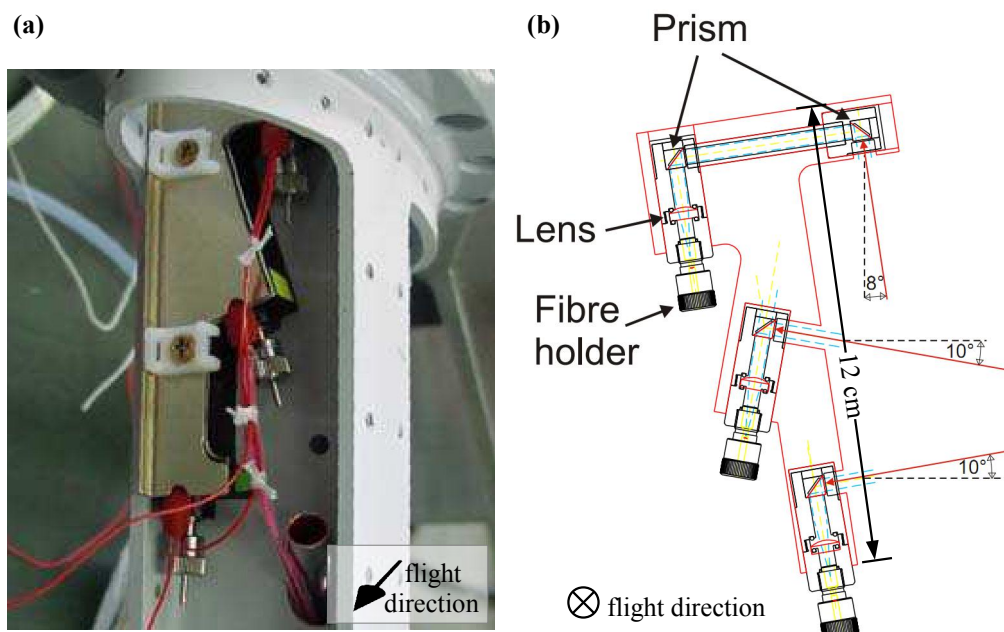 (a)
(b)
Prism
Lens
Fibre
holder
8°
10°
12 cm
10°
flight
direction
flight direction